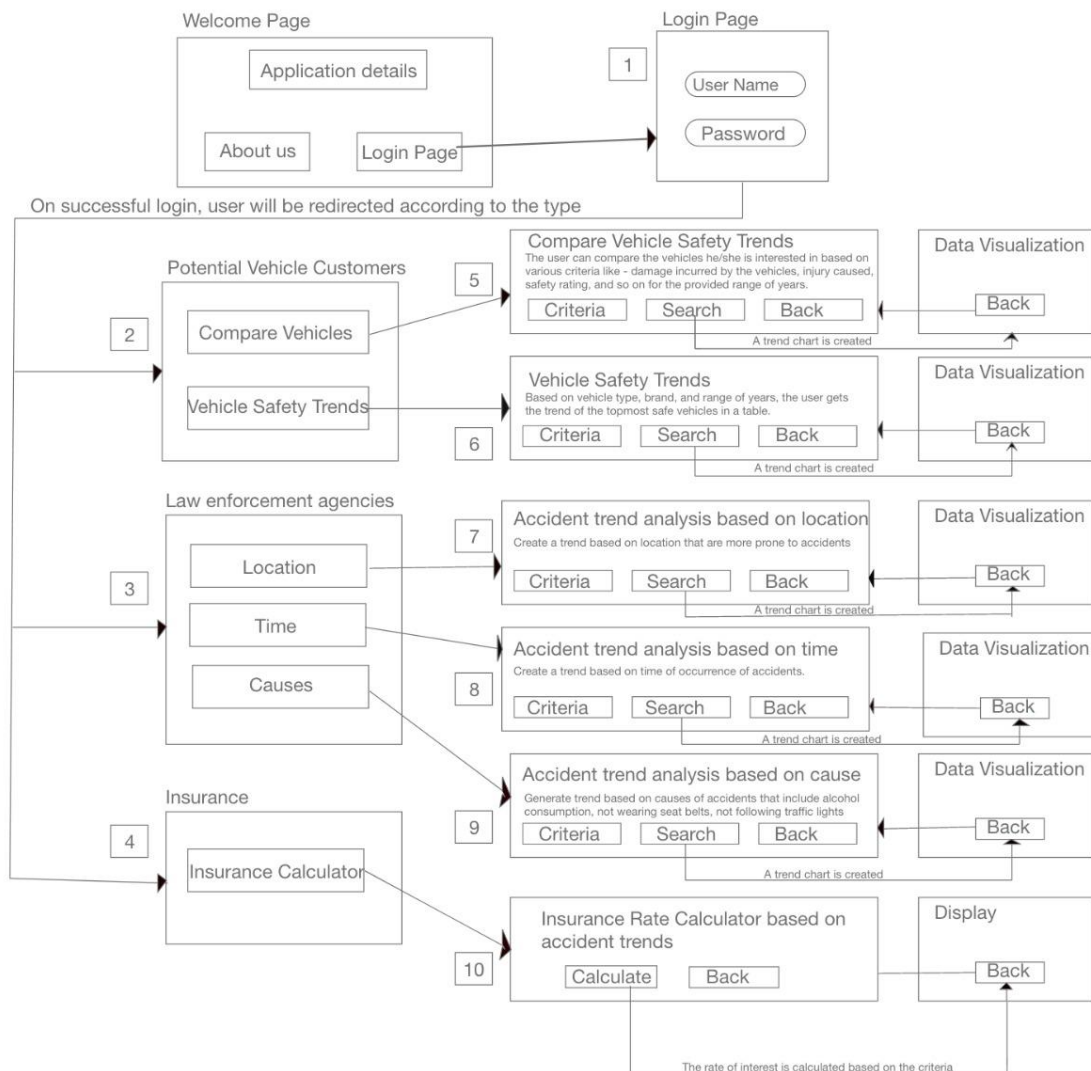 Welcome Page
Application details
About us
Login Page
Login Page
1
User Name
Password
On successful login, user will be redirected according to the type
Potential Vehicle Customers
2
Compare Vehicles
Vehicle Safety Trends
5
Compare Vehicle Safety Trends
The user can compare the vehicles he/she is interested in based on
various criteria like - damage incurred by the vehicles, injury caused,
safety rating, and so on for the provided range of years.
Criteria
Search
Back
A trend chart is created
Data Visualization
Back
6
Vehicle Safety Trends
Based on vehicle type, brand, and range of years, the user gets
the trend of the topmost safe vehicles in a table.
Criteria
Search
Back
A trend chart is created
Data Visualization
Back
Law enforcement agencies
3
Location
Time
Causes
7
Accident trend analysis based on location
Create a trend based on location that are more prone to accidents
Criteria
Search
Back
A trend chart is created
Data Visualization
Back
8
Accident trend analysis based on time
Create a trend based on time of occurrence of accidents.
Criteria
Search
Back
A trend chart is created
Data Visualization
Back
9
Accident trend analysis based on cause
Generate trend based on causes of accidents that include alcohol
consumption, not wearing seat belts, not following traffic lights
Criteria
Search
Back
A trend chart is created
Data Visualization
Back
Insurance
4
Insurance Calculator
10
Insurance Rate Calculator based on
accident trends
Calculate
Back
Display
Back
The rate of interest is calculated based on the criteria